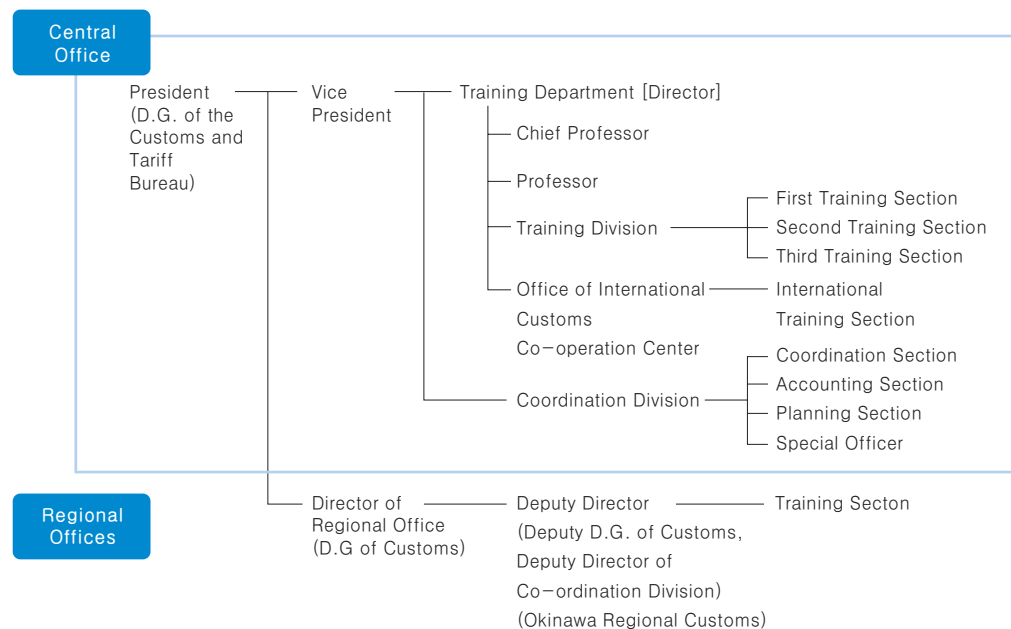 Central
Office
President
(D.G. of the
Customs and
Tariff
Bureau)
Vice
President
Training Department [Director]
Chief Professor
Professor
Training Division
First Training Section
Second Training Section
Third Training Section
Office of International
Customs
Co-operation Center
International
Training Section
Coordination Division
Coordination Section
Accounting Section
Planning Section
Special Officer
Regional
Offices
Director of
Regional Office
(D.G of Customs)
Deputy Director
(Deputy D.G. of Customs,
Deputy Director of
Co-ordination Division)
(Okinawa Regional Customs)
Training Secton